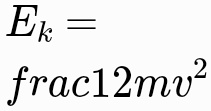 E_k =
frac12mv^2